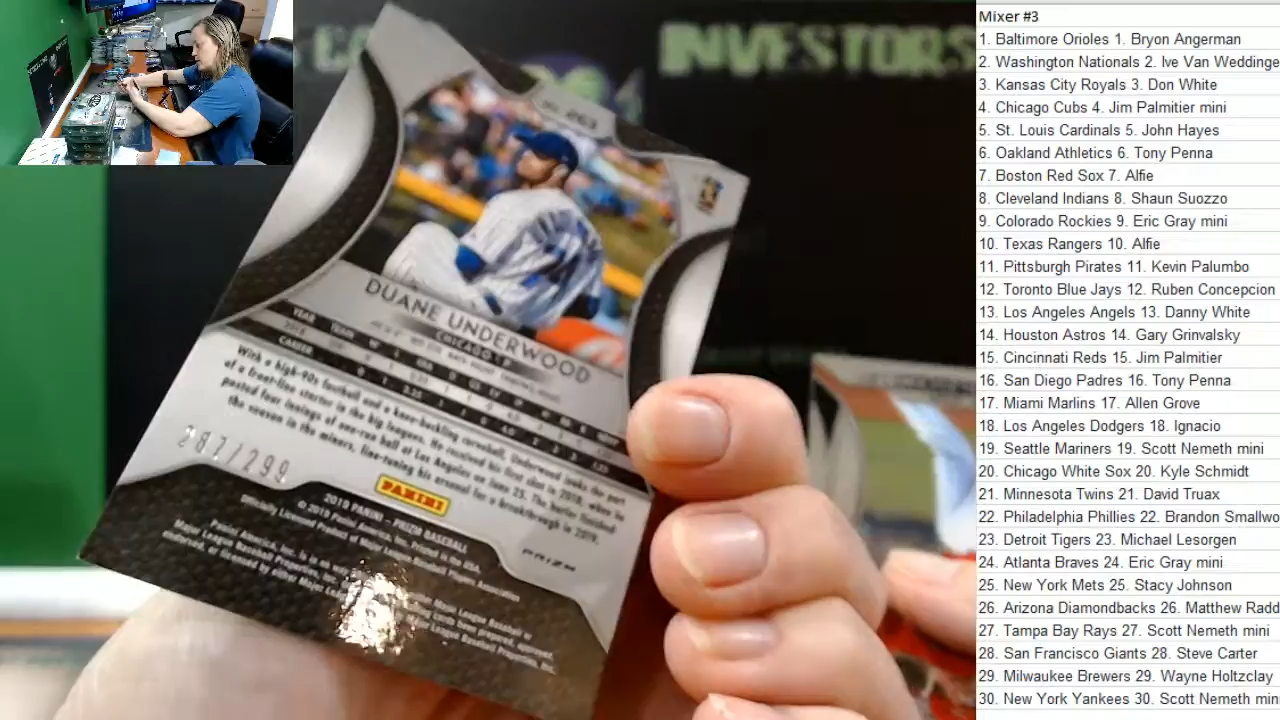 INVESTORS
No. 263
DUANE UNDERWOOD
CHICAGO
YEAR TEAM
2018
CAREER
With a high-90s fastball and a knee-buckling curveball, Underwood looks the part
of a front-line starter in the big leagues. He received his first shot in 2018, when he
posted four innings of one-run ball at Los Angeles on June 25. The hurler finished
the season in the minors, fine-tuning his arsenal for a breakthrough in 2019.
287/299
PANINI
PRIZM
2019 PANINI - PRIZM BASEBALL
© 2019 Panini America, Inc. Printed in the USA.
Officially Licensed Product of Major League Baseball Players Association
Mixer #3
1. Baltimore Orioles 1. Bryon Angerman
2. Washington Nationals 2. Ive Van Weddinge
3. Kansas City Royals 3. Don White
4. Chicago Cubs 4. Jim Palmitier mini
5. St. Louis Cardinals 5. John Hayes
6. Oakland Athletics 6. Tony Penna
7. Boston Red Sox 7. Alfie
8. Cleveland Indians 8. Shaun Suozzo
9. Colorado Rockies 9. Eric Gray mini
10. Texas Rangers 10. Alfie
11. Pittsburgh Pirates 11. Kevin Palumbo
12. Toronto Blue Jays 12. Ruben Concepcion
13. Los Angeles Angels 13. Danny White
14. Houston Astros 14. Gary Grinvalsky
15. Cincinnati Reds 15. Jim Palmitier
16. San Diego Padres 16. Tony Penna
17. Miami Marlins 17. Allen Grove
18. Los Angeles Dodgers 18. Ignacio
19. Seattle Mariners 19. Scott Nemeth mini
20. Chicago White Sox 20. Kyle Schmidt
21. Minnesota Twins 21. David Truax
22. Philadelphia Phillies 22. Brandon Smallwo
23. Detroit Tigers 23. Michael Lesorgen
24. Atlanta Braves 24. Eric Gray mini
25. New York Mets 25. Stacy Johnson
26. Arizona Diamondbacks 26. Matthew Radd
27. Tampa Bay Rays 27. Scott Nemeth mini
28. San Francisco Giants 28. Steve Carter
29. Milwaukee Brewers 29. Wayne Holtzclay
30. New York Yankees 30. Scott Nemeth min